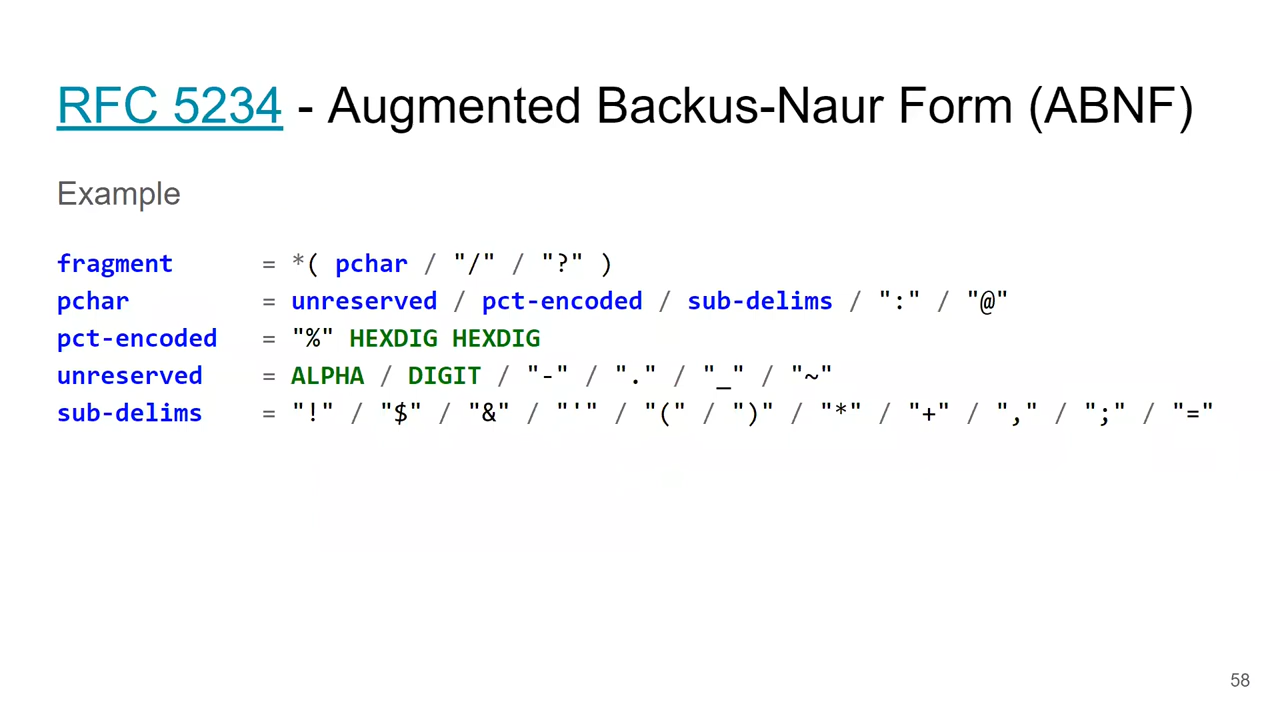 RFC 5234 - Augmented Backus-Naur Form (ABNF)
Example
fragment = *( pchar / "/" / "?" )
pchar = unreserved / pct-encoded / sub-delims / ":" / "@"
pct-encoded = "%" HEXDIG HEXDIG
unreserved = ALPHA / DIGIT / "-" / "." / "_" / "~"
sub-delims = "!" / "$" / "&" / "'" / "(" / ")" / "*" / "+" / "," / ";" / "="
58